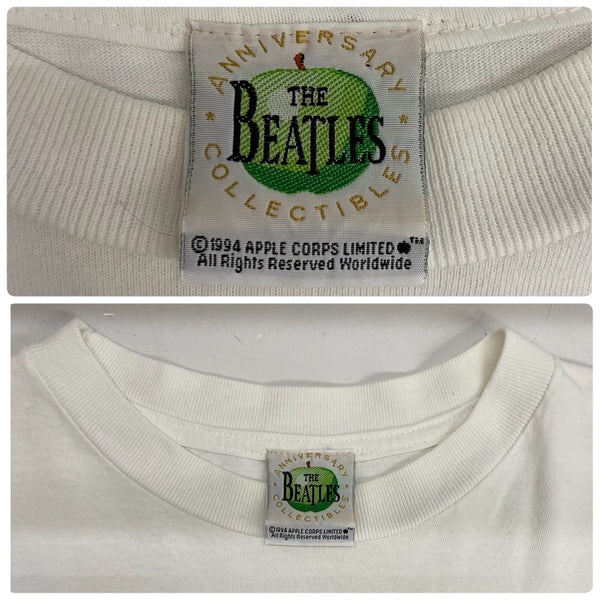 ANNIVERSARY
THE
BEATLES
* COLLECTIBLES *
©1994 APPLE CORPS LIMITED ™
All Rights Reserved Worldwide
ANNIVERSARY
THE
BEATLES
COLLECTIBLES
©1994 APPLE CORPS LIMITED ™
All Rights Reserved Worldwide